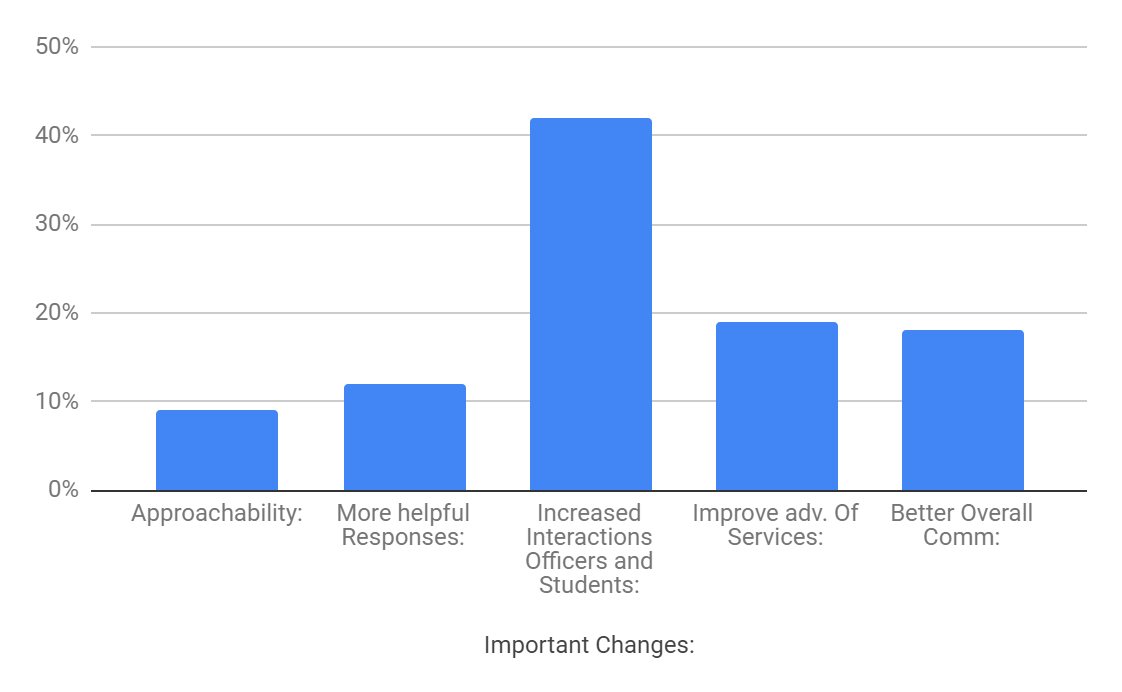 50%
40%
30%
20%
10%
0%
Approachability:
More helpful
Responses:
Increased
Interactions
Officers and
Students:
Improve adv. Of
Services:
Better Overall
Comm:
Important Changes: